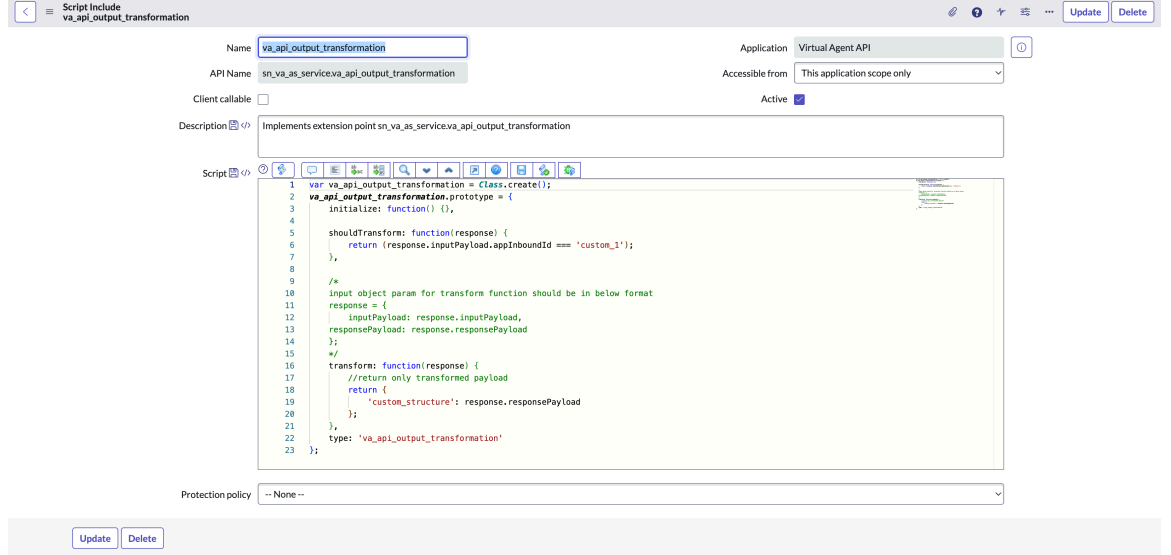 Script Include
va_api_output_transformation
Update
Delete
Name
va_api_output_transformation
Application
Virtual Agent API
API Name
sn_va_as_service.va_api_output_transformation
Accessible from
This application scope only
Client callable
Active
Description
Implements extension point sn_va_as_service.va_api_output_transformation
Script
1 var va_api_output_transformation = Class.create();
2 va_api_output_transformation.prototype = {
3 initialize: function() {},
4
5 shouldTransform: function(response) {
6 return (response.inputPayload.appInboundId === 'custom_1');
7 },
8
9 /*
10 input object param for transform function should be in below format
11 response = {
12 inputPayload: response.inputPayload,
13 responsePayload: response.responsePayload
14 };
15 */
16 transform: function(response) {
17 //return only transformed payload
18 return {
19 'custom_structure': response.responsePayload
20 };
21 },
22 type: 'va_api_output_transformation'
23 };
Protection policy
-- None --
Update
Delete